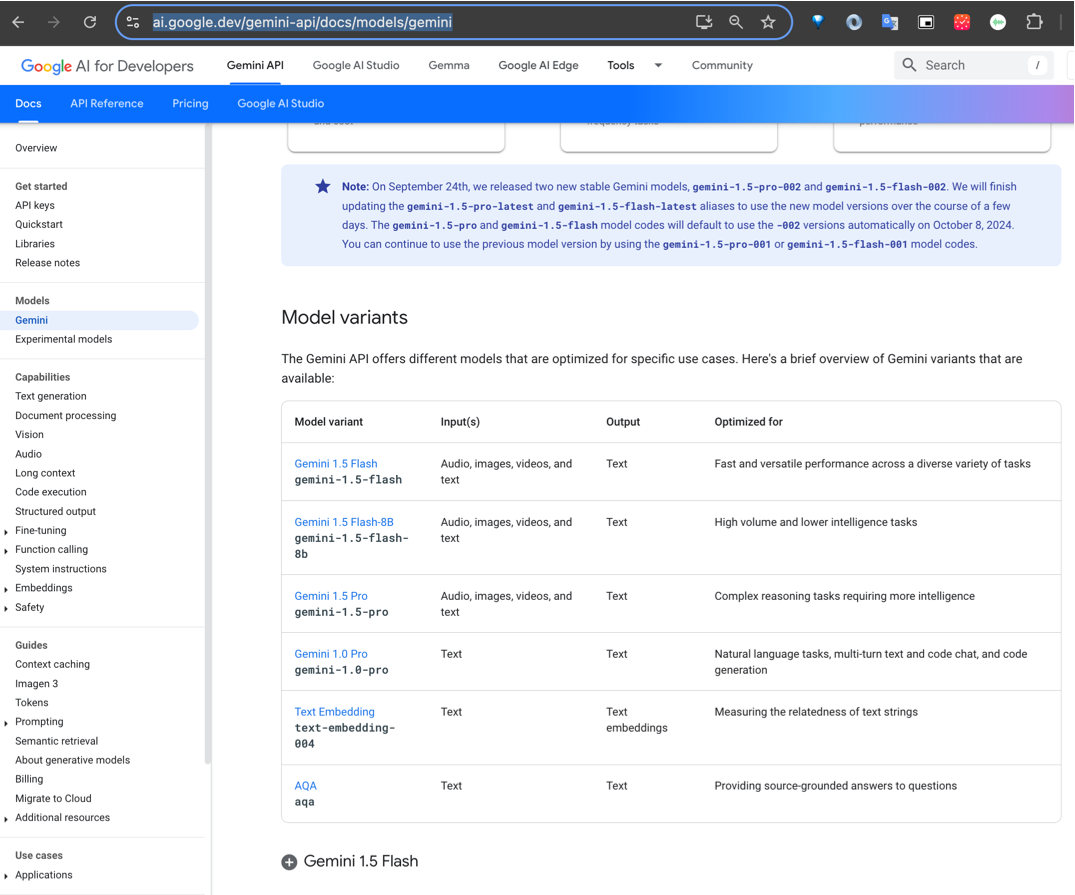 ai.google.dev/gemini-api/docs/models/gemini
Google AI for Developers
Gemini API
Google AI Studio
Gemma
Google AI Edge
Tools
Community
Search
/
Docs
API Reference
Pricing
Google AI Studio
Overview
Get started
API keys
Quickstart
Libraries
Release notes
Models
Gemini
Experimental models
Capabilities
Text generation
Document processing
Vision
Audio
Long context
Code execution
Structured output
Fine-tuning
Function calling
System instructions
Embeddings
Safety
Guides
Context caching
Imagen 3
Tokens
Prompting
Semantic retrieval
About generative models
Billing
Migrate to Cloud
Additional resources
Use cases
Applications
Note: On September 24th, we released two new stable Gemini models, gemini-1.5-pro-002 and gemini-1.5-flash-002. We will finish
updating the gemini-1.5-pro-latest and gemini-1.5-flash-latest aliases to use the new model versions over the course of a few
days. The gemini-1.5-pro and gemini-1.5-flash model codes will default to use the -002 versions automatically on October 8, 2024.
You can continue to use the previous model version by using the gemini-1.5-pro-001 or gemini-1.5-flash-001 model codes.
Model variants
The Gemini API offers different models that are optimized for specific use cases. Here's a brief overview of Gemini variants that are
available:
Model variant Input(s) Output Optimized for
Gemini 1.5 Flash Audio, images, videos, and Text Fast and versatile performance across a diverse variety of tasks
gemini-1.5-flash text
Gemini 1.5 Flash-8B Audio, images, videos, and Text High volume and lower intelligence tasks
gemini-1.5-flash- text
8b
Gemini 1.5 Pro Audio, images, videos, and Text Complex reasoning tasks requiring more intelligence
gemini-1.5-pro text
Gemini 1.0 Pro Text Text Natural language tasks, multi-turn text and code chat, and code
gemini-1.0-pro generation
Text Embedding Text Text Measuring the relatedness of text strings
text-embedding- embeddings
004
AQA Text Text Providing source-grounded answers to questions
aqa
Gemini 1.5 Flash